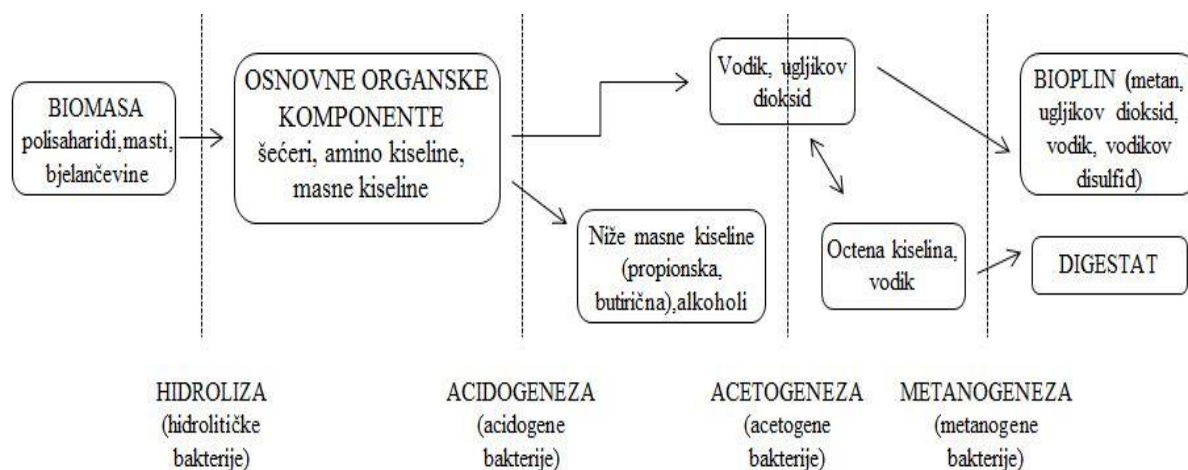 BIOMASA
polisaharidi,masti,
bjelančevine
OSNOVNE ORGANSKE
KOMPONENTE
šećeri, amino kiseline,
masne kiseline
Vodik, ugljikov
dioksid
Niže masne kiseline
(propionska,
butirična),alkoholi
Octena kiselina,
vodik
BIOPLIN (metan,
ugljikov dioksid,
vodik, vodikov
disulfid)
DIGESTAT
HIDROLIZA
(hidrolitičke
bakterije)
ACIDOGENEZA
(acidogene
bakterije)
ACETOGENEZA
(acetogene
bakterije)
METANOGENEZA
(metanogene
bakterije)